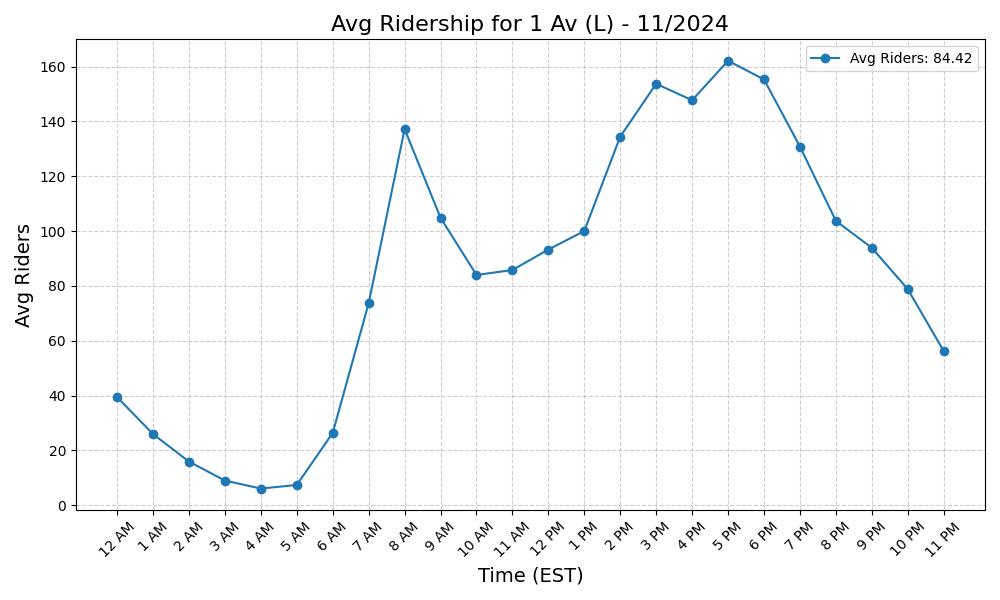 Avg Ridership for 1 Av (L) - 11/2024
Avg Riders: 84.42
Avg Riders
160
140
120
100
80
60
40
20
0
12 AM
1 AM
2 AM
3 AM
4 AM
5 AM
6 AM
7 AM
8 AM
9 AM
10 AM
11 AM
12 PM
1 PM
2 PM
3 PM
4 PM
5 PM
6 PM
7 PM
8 PM
9 PM
10 PM
11 PM
Time (EST)